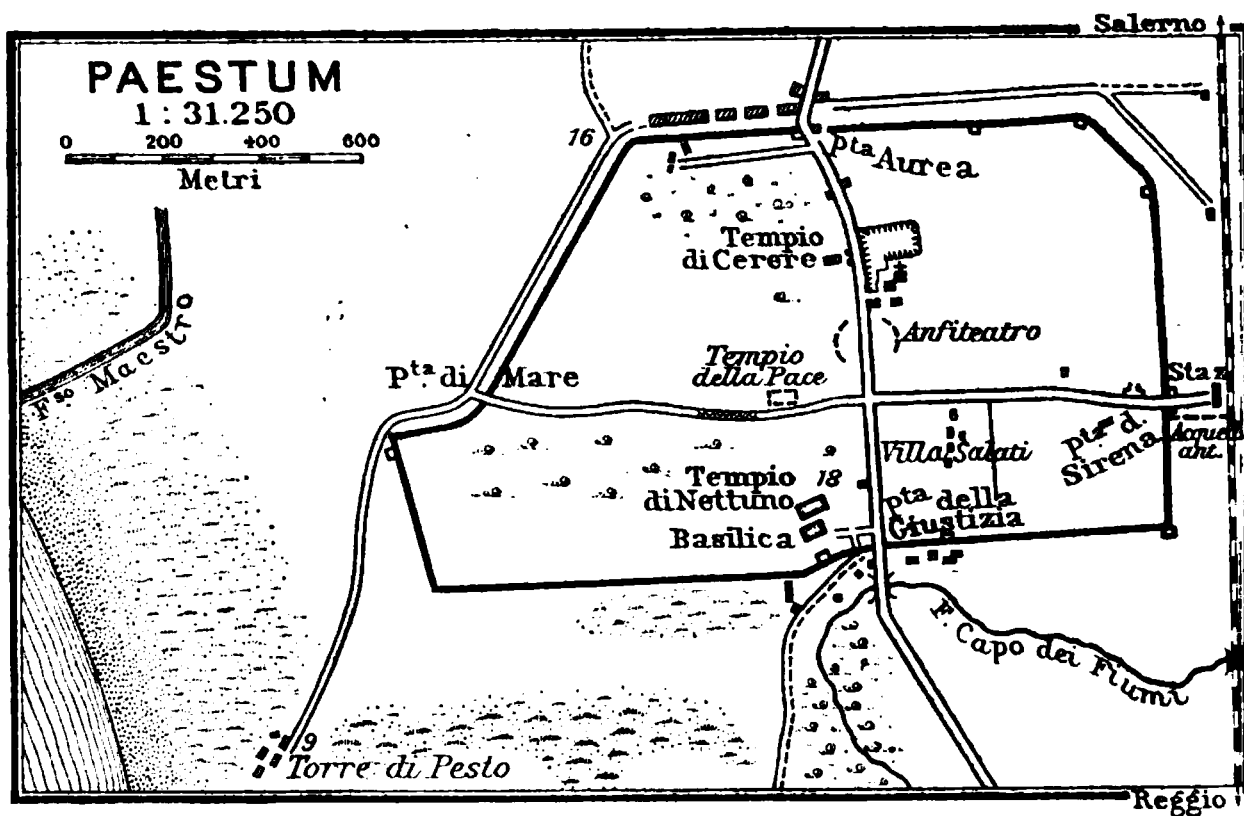 Salerno
PAESTUM
1 : 31.250
0 200 400 600
Metri
16
Pta Aurea
Tempio
di Cerere
Anfiteatro
Fso Maestro
Tempio
della Pace
Pta. di Mare
Staz
Pta d.
Sirena
ant.
Villa Salati
Tempio
di Nettuno
18
Pta della
Giustizia
Basilica
F. Capo dei Fiumi
9
Torre di Pesto
Reggio